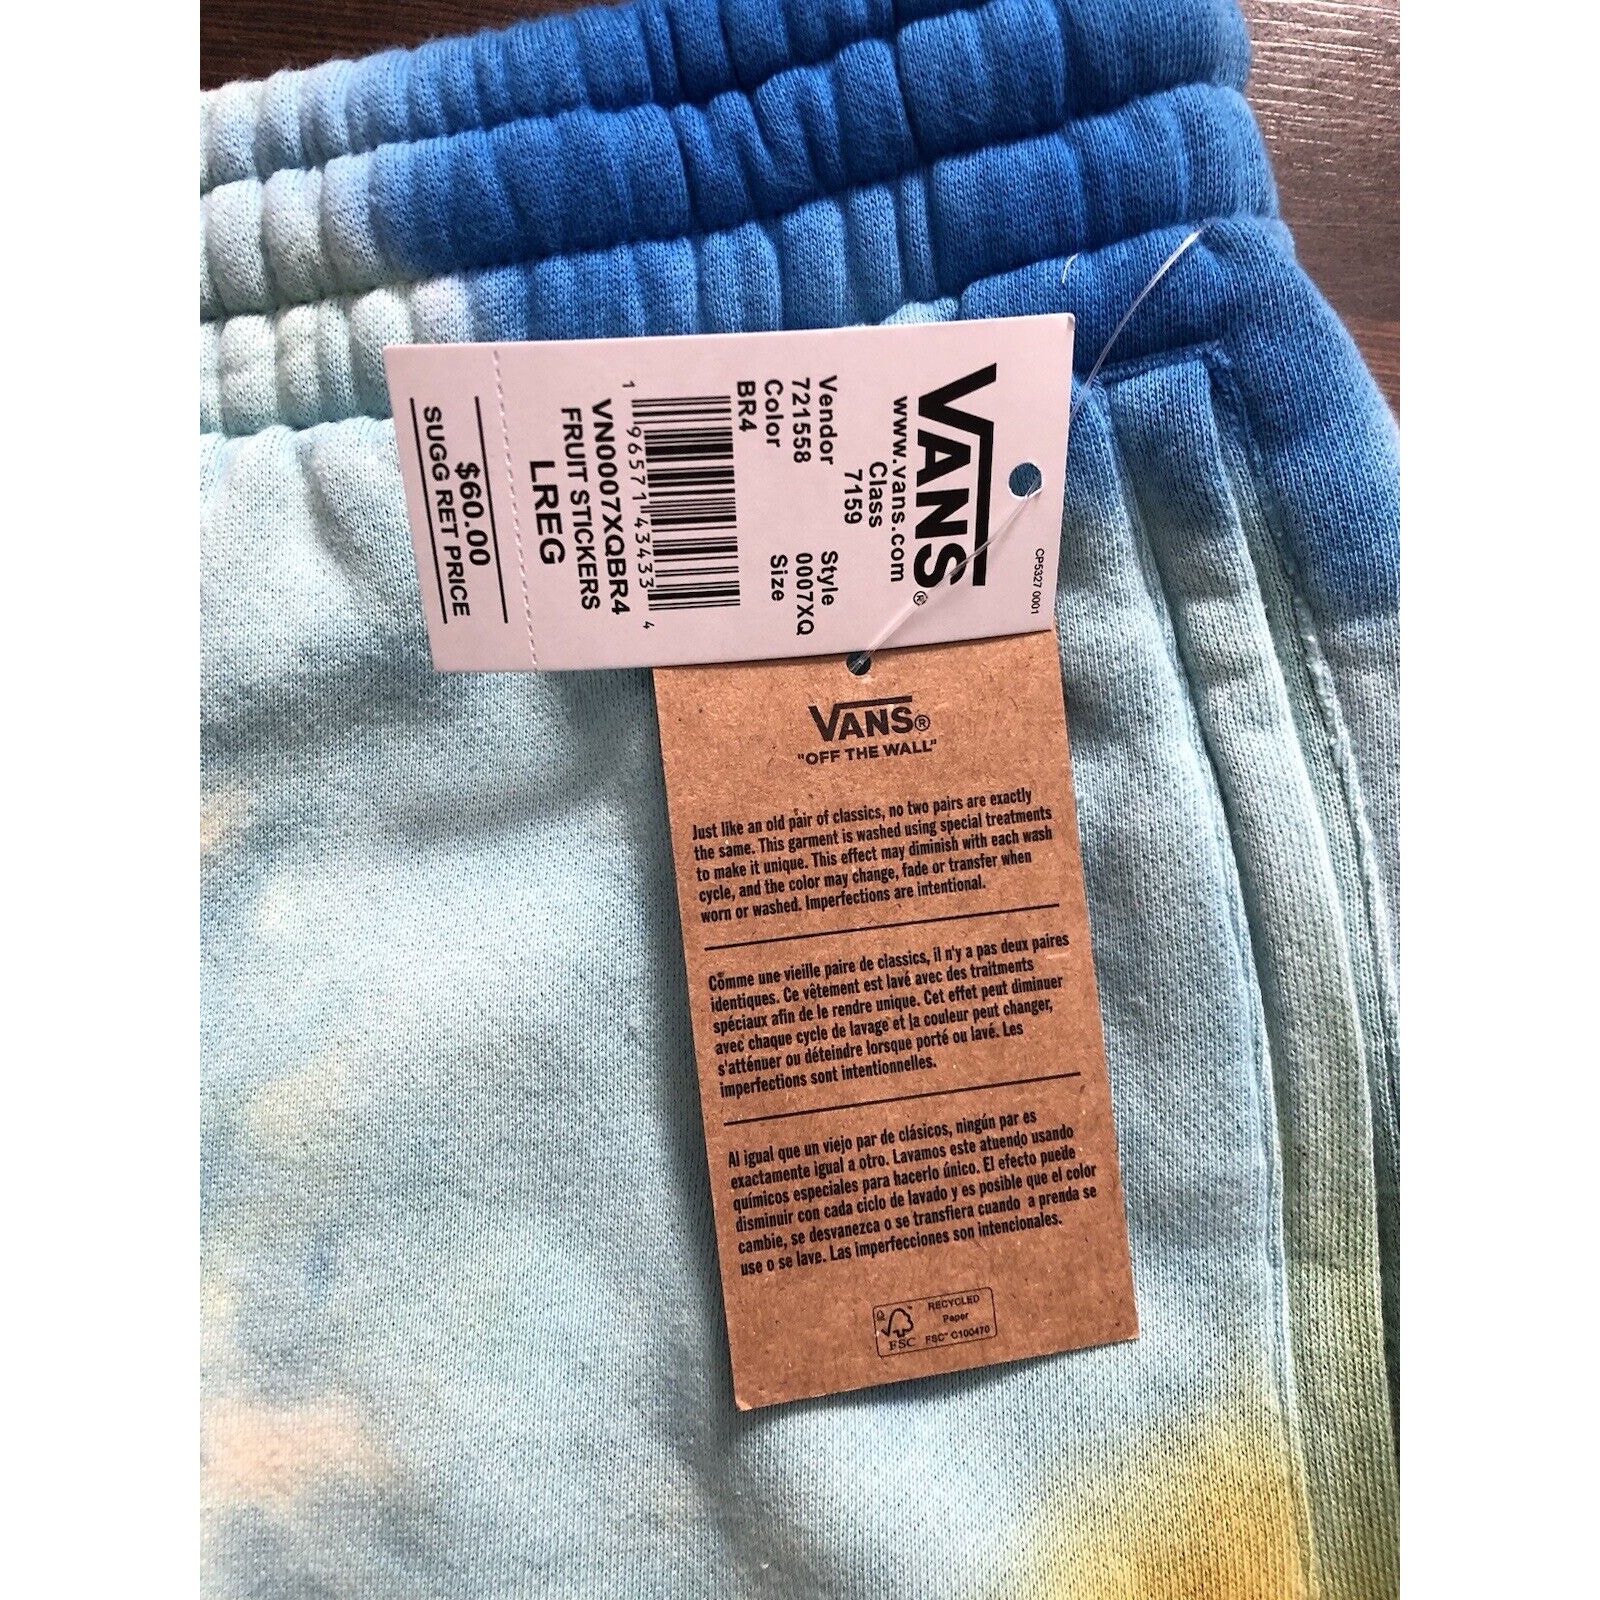 VANS®
CP5327 0001
www.vans.com
Class
7159
Vendor Style
721558 0007XQ
Color Size
BR4
1 96571 43433 4
VN0007XQBR4
FRUIT STICKERS
LREG
$60.00
SUGG RET PRICE
VANS®
"OFF THE WALL"
Just like an old pair of classics, no two pairs are exactly
the same. This garment is washed using special treatments
to make it unique. This effect may diminish with each wash
cycle, and the color may change, fade or transfer when
worn or washed. Imperfections are intentional.
Comme une vieille paire de classics, il n'y a pas deux paires
identiques. Ce vêtement est lavé avec des traitments
spéciaux afin de le rendre unique. Cet effet peut diminuer
avec chaque cycle de lavage et la couleur peut changer,
s'atténuer ou déteindre lorsque porté ou lavé. Les
imperfections sont intentionnelles.
Al igual que un viejo par de clásicos, ningún par es
exactamente igual a otro. Lavamos este atuendo usando
químicos especiales para hacerlo único. El efecto puede
disminuir con cada ciclo de lavado y es posible que el color
cambie, se desvanezca o se transfiera cuando a prenda se
use o se lave. Las imperfecciones son intencionales.
FSC
RECYCLED
Paper
FSC™ C100470